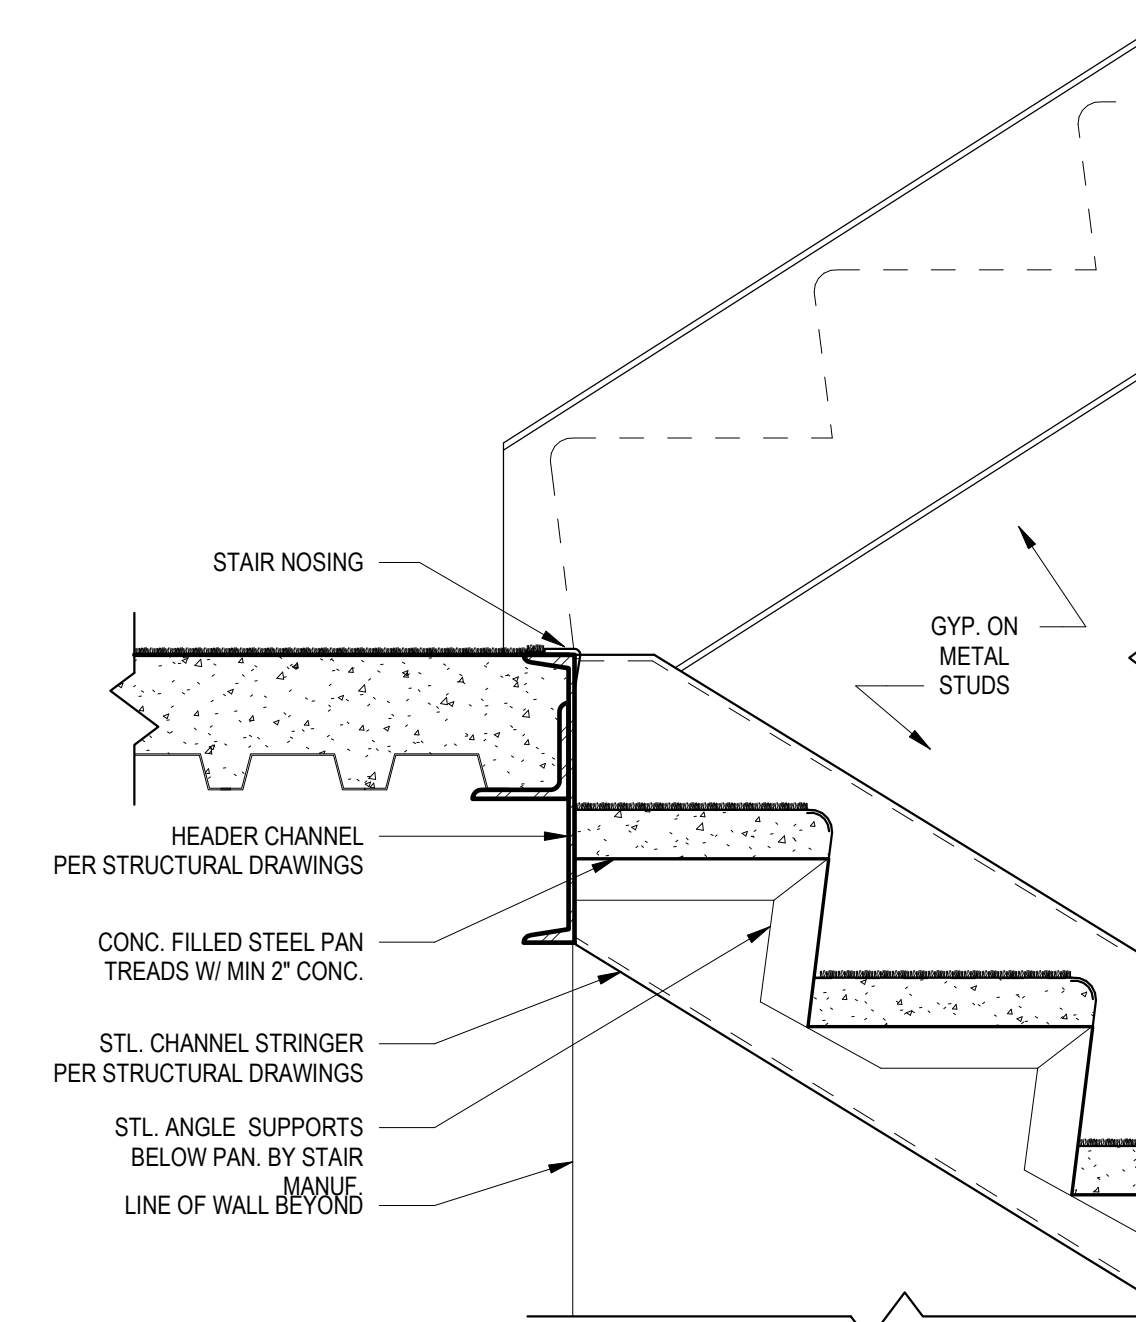 STAIR NOSING
GYP. ON
METAL
STUDS
HEADER CHANNEL
PER STRUCTURAL DRAWINGS
CONC. FILLED STEEL PAN
TREADS W/ MIN 2" CONC.
STL. CHANNEL STRINGER
PER STRUCTURAL DRAWINGS
STL. ANGLE SUPPORTS
BELOW PAN. BY STAIR
MANUF.
LINE OF WALL BEYOND